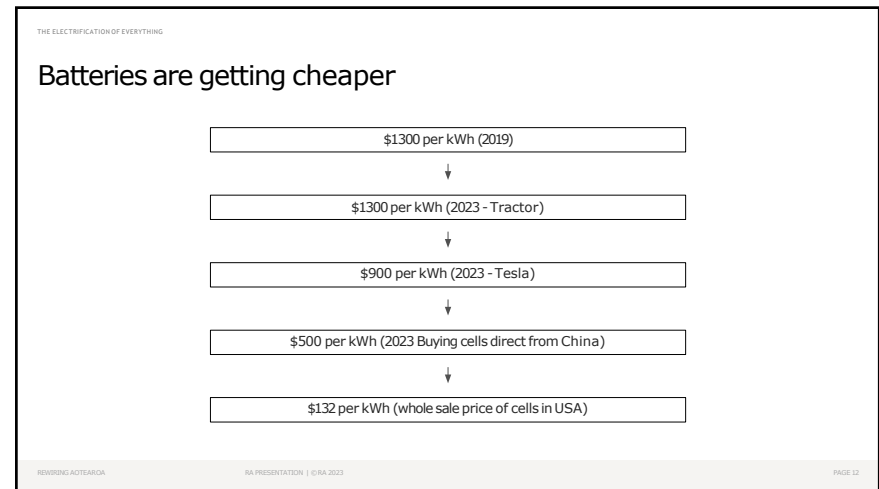 THE ELECTRIFICATION OF EVERYTHING
Batteries are getting cheaper
$1300 per kWh (2019)
$1300 per kWh (2023 - Tractor)
$900 per kWh (2023 - Tesla)
$500 per kWh (2023 Buying cells direct from China)
$132 per kWh (whole sale price of cells in USA)
REWIRING AOTEAROA RA PRESENTATION | © RA 2023 PAGE 12